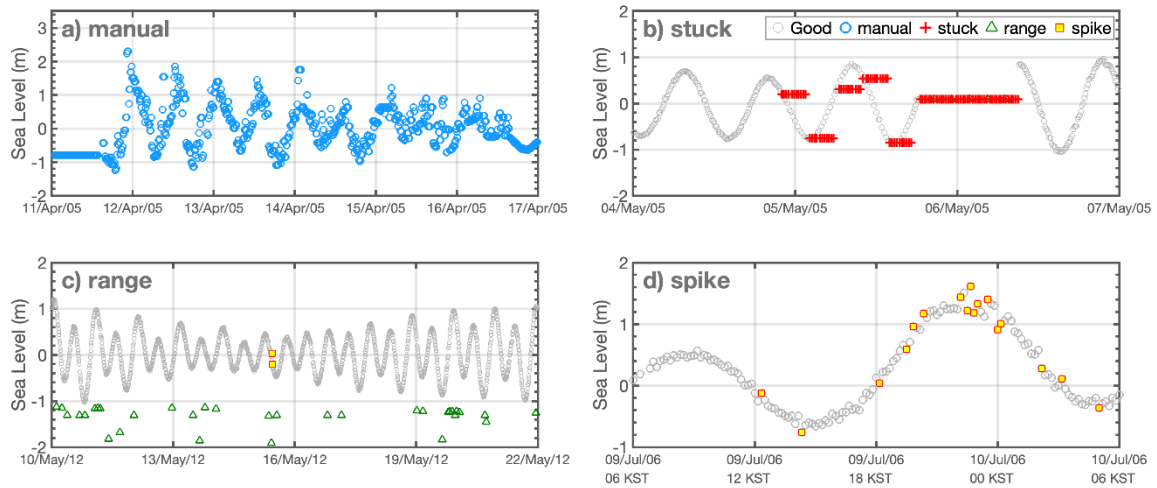 a) manual
Sea Level (m)
3
2
1
0
-1
-2
11/Apr/05 12/Apr/05 13/Apr/05 14/Apr/05 15/Apr/05 16/Apr/05 17/Apr/05
b) stuck
Good manual stuck range spike
Sea Level (m)
2
1
0
-1
-2
04/May/05 05/May/05 06/May/05 07/May/05
c) range
Sea Level (m)
2
1
0
-1
-2
10/May/12 13/May/12 16/May/12 19/May/12 22/May/12
d) spike
Sea Level (m)
2
1
0
-1
09/Jul/06 09/Jul/06 09/Jul/06 10/Jul/06 10/Jul/06
06 KST 12 KST 18 KST 00 KST 06 KST